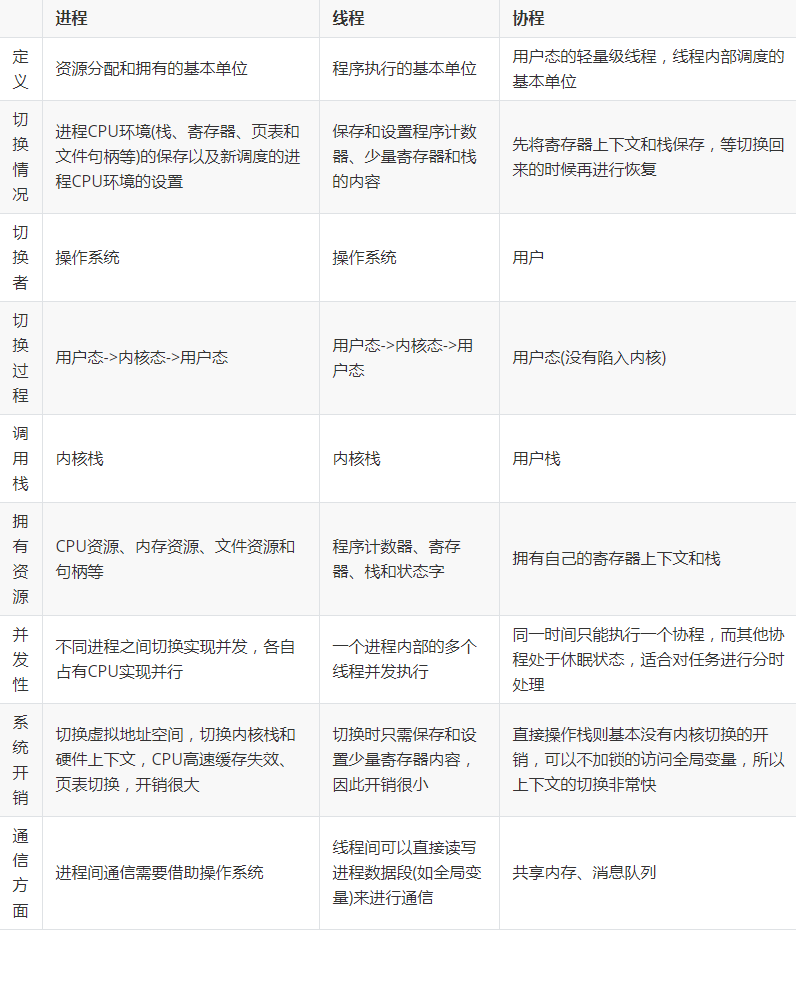 进程
线程
协程
定
义
资源分配和拥有的基本单位
程序执行的基本单位
用户态的轻量级线程，线程内部调度的
基本单位
切
换
情
况
进程CPU环境(栈、寄存器、页表和
文件句柄等)的保存以及新调度的进
程CPU环境的设置
保存和设置程序计数
器、少量寄存器和栈
的内容
先将寄存器上下文和栈保存，等切换回
来的时候再进行恢复
切
换
者
操作系统
操作系统
用户
切
换
过
程
用户态->内核态->用户态
用户态->内核态->用
户态
用户态(没有陷入内核)
调
用
栈
内核栈
内核栈
用户栈
拥
有
资
源
CPU资源、内存资源、文件资源和
句柄等
程序计数器、寄存
器、栈和状态字
拥有自己的寄存器上下文和栈
并
发
性
不同进程之间切换实现并发，各自
占有CPU实现并行
一个进程内部的多个
线程并发执行
同一时间只能执行一个协程，而其他协
程处于休眠状态，适合对任务进行分时
处理
系
统
开
销
切换虚拟地址空间，切换内核栈和
硬件上下文，CPU高速缓存失效、
页表切换，开销很大
切换时只需保存和设
置少量寄存器内容，
因此开销很小
直接操作栈则基本没有内核切换的开
销，可以不加锁的访问全局变量，所以
上下文的切换非常快
通
信
方
面
进程间通信需要借助操作系统
线程间可以直接读写
进程数据段(如全局变
量)来进行通信
共享内存、消息队列